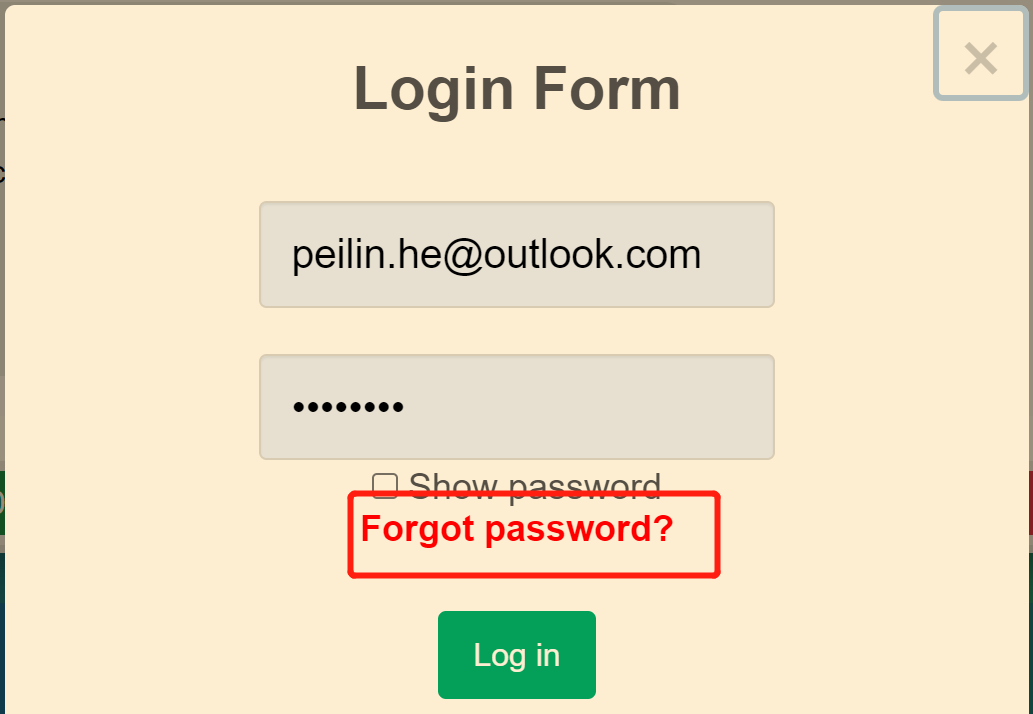 Login Form
×
peilin.he@outlook.com
••••••••
Show password
Forgot password?
Log in